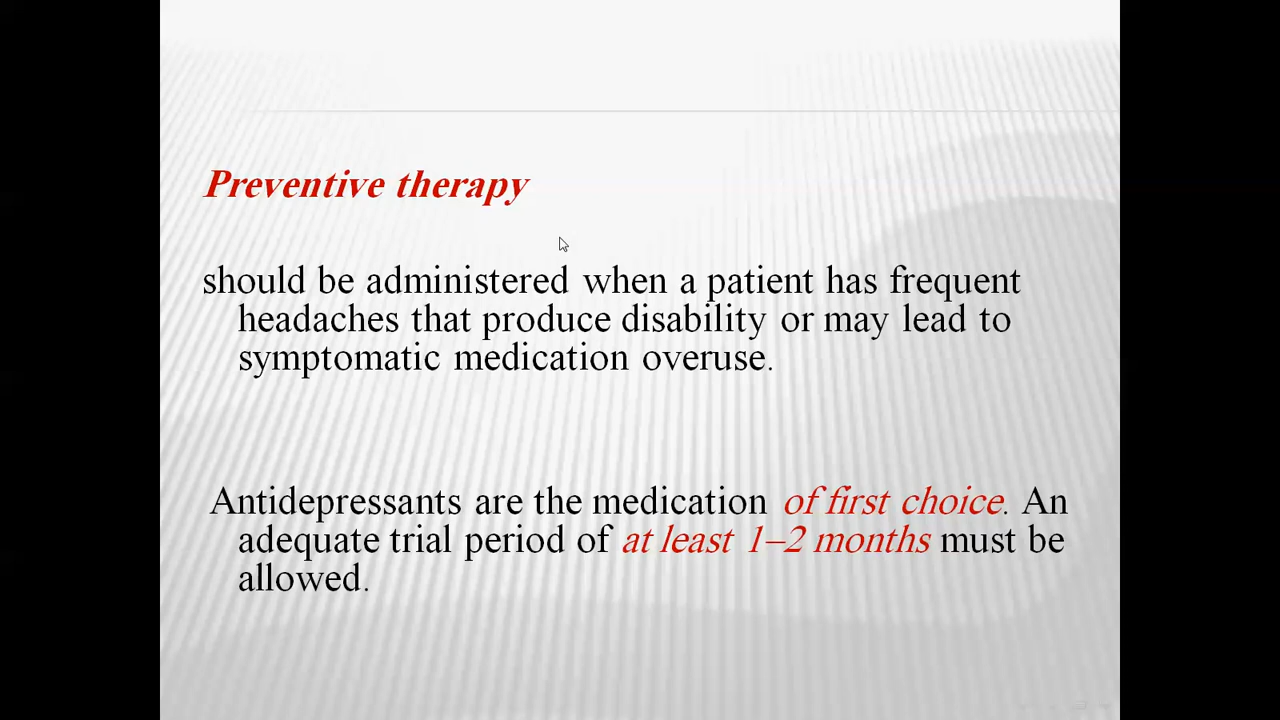 Preventive therapy
should be administered when a patient has frequent
headaches that produce disability or may lead to
symptomatic medication overuse.
Antidepressants are the medication of first choice. An
adequate trial period of at least 1–2 months must be
allowed.